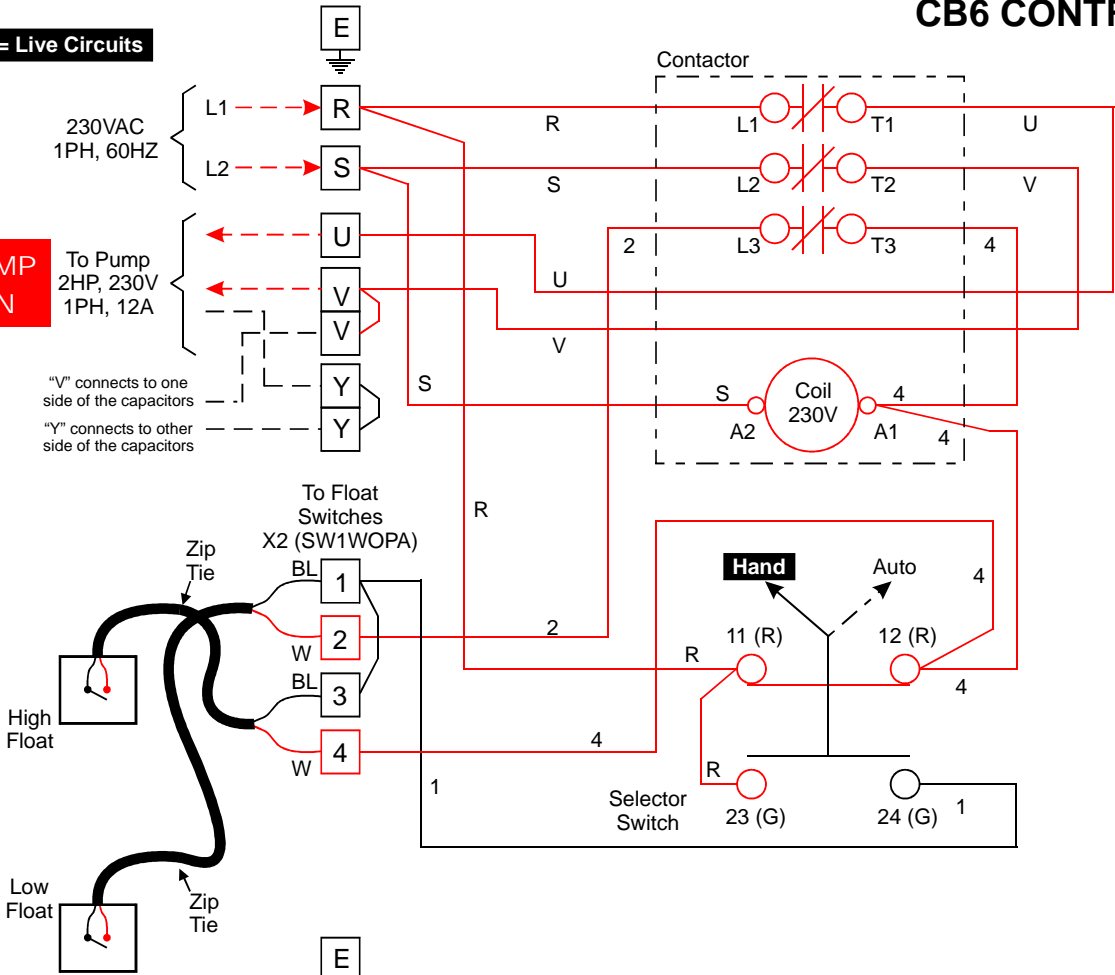 CB6 CONTR
= Live Circuits
E
Contactor
L1
R
R
L1
T1
U
230VAC
1PH, 60HZ
L2
S
S
L2
T2
V
MP
N
To Pump
2HP, 230V
1PH, 12A
U
2
L3
T3
4
V
U
V
V
"V" connects to one
side of the capacitors
Y
S
S
Coil
230V
4
"Y" connects to other
side of the capacitors
Y
A2
A1
4
To Float
Switches
X2 (SW1WOPA)
R
Zip
Tie
BL
1
Hand
Auto
4
W
2
2
11 (R)
12 (R)
BL
3
R
4
High
Float
W
4
4
1
R
Selector
Switch
23 (G)
24 (G)
1
Low
Float
Zip
Tie
E